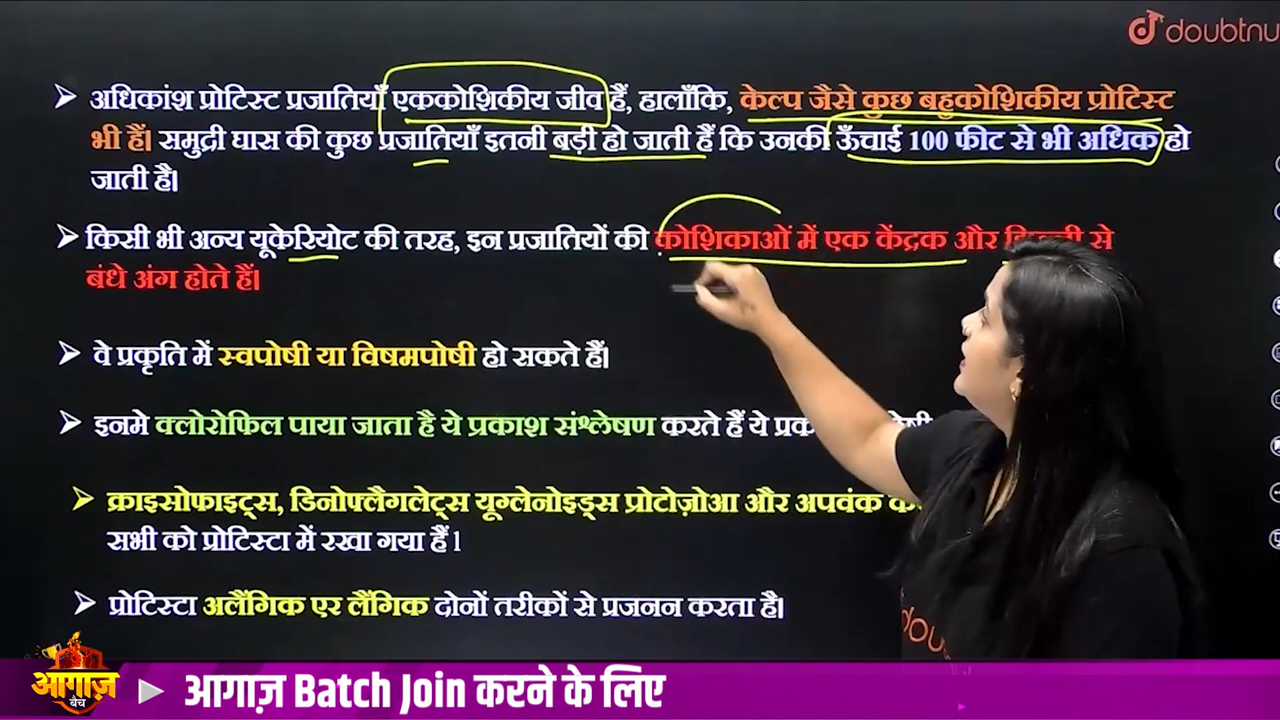 doubtnu
अधिकांश प्रोटिस्ट प्रजातियाँ एककोशिकीय जीव हैं, हालाँकि, केल्प जैसे कुछ बहुकोशिकीय प्रोटिस्ट
भी हैं। समुद्री घास की कुछ प्रजातियाँ इतनी बड़ी हो जाती हैं कि उनकी ऊँचाई 100 फीट से भी अधिक हो
जाती है।
किसी भी अन्य यूकेरियोट की तरह, इन प्रजातियों की कोशिकाओं में एक केंद्रक और से
बंधे अंग होते हैं।
वे प्रकृति में स्वपोषी या विषमपोषी हो सकते हैं।
इनमे क्लोरोफिल पाया जाता है ये प्रकाश संश्लेषण करते हैं ये
क्राइसोफाइट्स, डिनोफ्लैगलेट्स यूग्लेनोइड्स प्रोटोज़ोआ और अपवंक
सभी को प्रोटिस्टा में रखा गया हैं l
प्रोटिस्टा अलैंगिक एर लैंगिक दोनों तरीकों से प्रजनन करता है।
dou
आगाज़
बैच
आगाज़ Batch Join करने के लिए